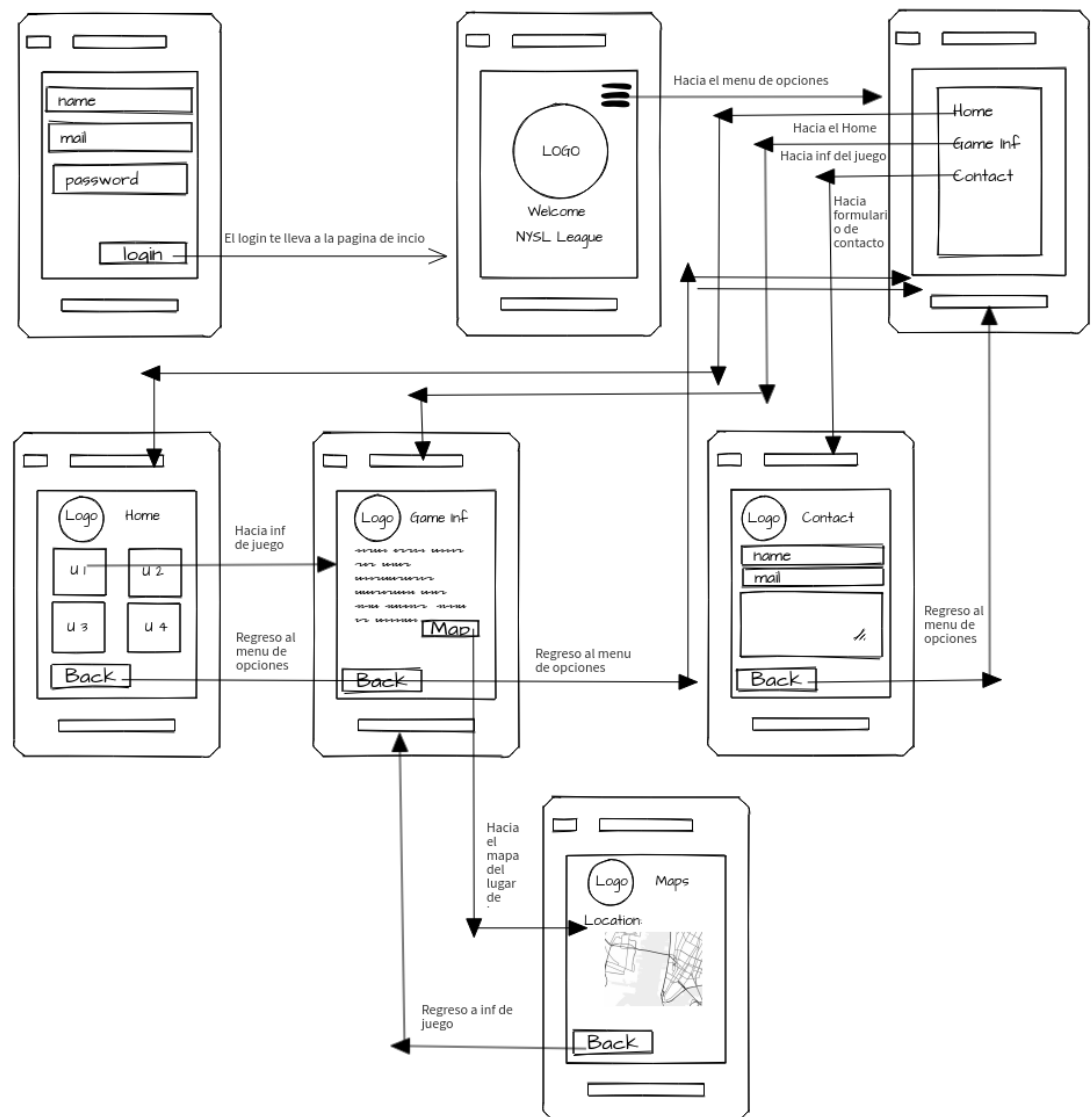 name
mail
password
login
El login te lleva a la pagina de incio
LOGO
Welcome
NYSL League
Hacia el menu de opciones
Home
Game Inf
Contact
Hacia el Home
Hacia inf del juego
Hacia
formulari
o de
contacto
Logo Home
U 1 U 2
U 3 U 4
Back
Hacia inf
de juego
Regreso al
menu de
opciones
Logo Game Inf
Map
Back
Regreso al menu
de opciones
Logo Contact
name
mail
Back
Regreso al
menu de
opciones
Hacia
el
mapa
del
lugar
de
Logo Maps
Location:
Back
Regreso a inf de
juego